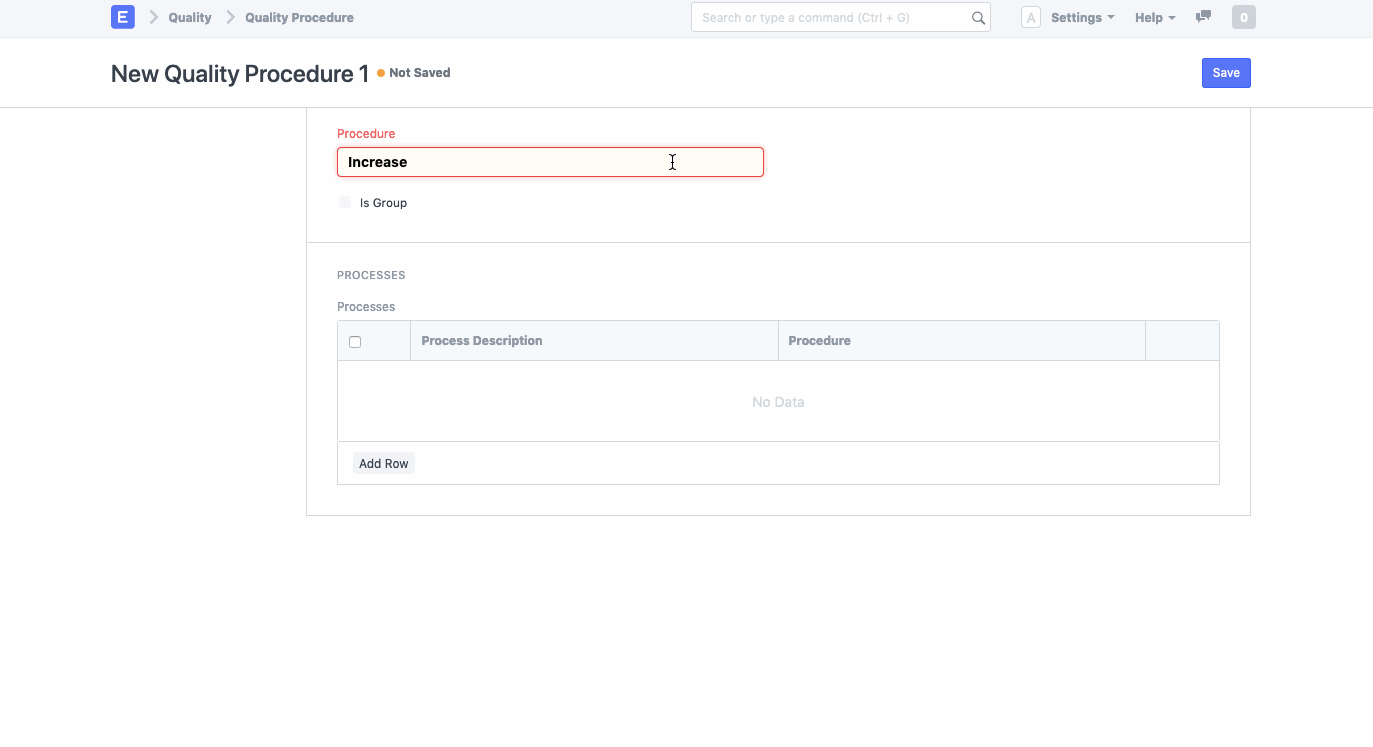 E Quality Quality Procedure Search or type a command (Ctrl + G) A Settings Help 0
New Quality Procedure 1 Not Saved Save
Procedure
Increase
Is Group
PROCESSES
Processes
Process Description Procedure
No Data
Add Row